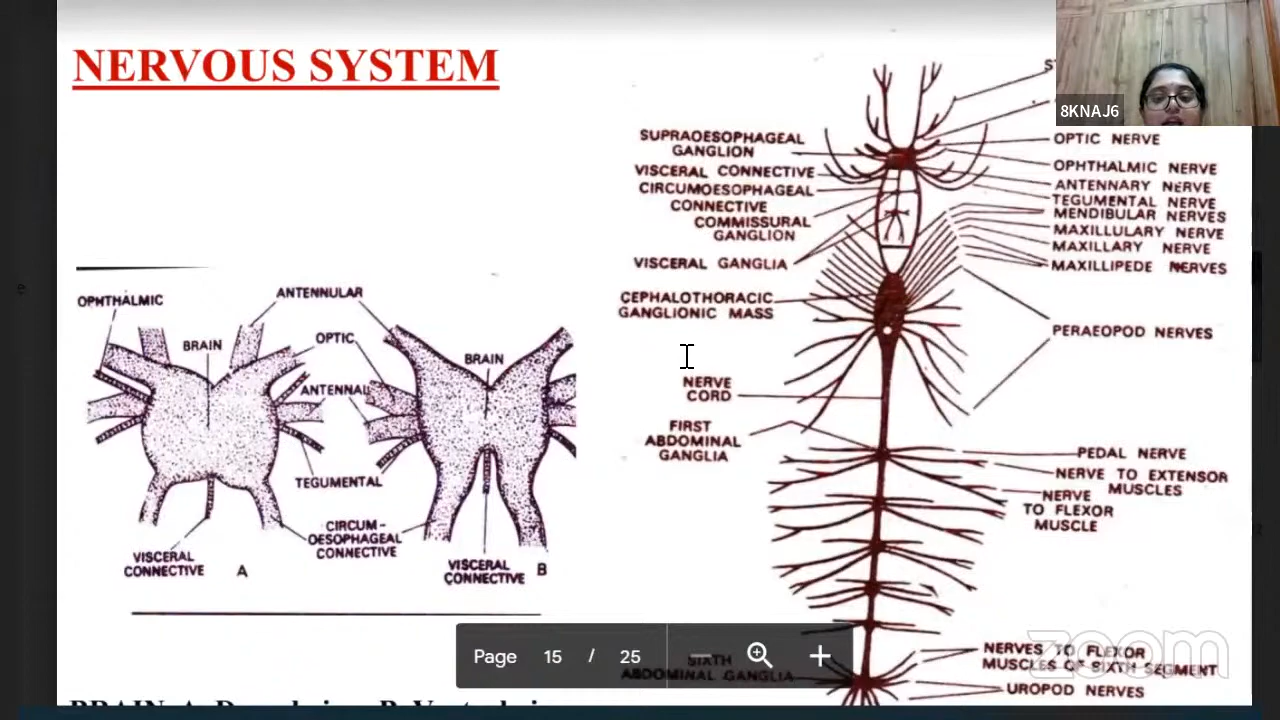 NERVOUS SYSTEM
8KNAJ6
OPHTHALMIC
ANTENNULAR
BRAIN
OPTIC
BRAIN
ANTENNAL
TEGUMENTAL
CIRCUM-
OESOPHAGEAL
CONNECTIVE
VISCERAL
CONNECTIVE
A
VISCERAL
CONNECTIVE
B
SUPRAOESOPHAGEAL
GANGLION
VISCERAL CONNECTIVE
CIRCUMOESOPHAGEAL
CONNECTIVE
COMMISSURAL
GANGLION
VISCERAL GANGLIA
CEPHALOTHORACIC
GANGLIONIC MASS
NERVE
CORD
FIRST
ABDOMINAL
GANGLIA
SIXTH
ABDOMINAL GANGLIA
OPTIC NERVE
OPHTHALMIC NERVE
ANTENNARY NERVE
TEGUMENTAL NERVE
MENDIBULAR NERVES
MAXILLULARY NERVE
MAXILLARY NERVE
MAXILLIPEDE NERVES
PERAEOPOD NERVES
PEDAL NERVE
NERVE TO EXTENSOR
MUSCLES
NERVE
TO FLEXOR
MUSCLE
NERVES TO FLEXOR
MUSCLES OF SIXTH SEGMENT
UROPOD NERVES
Page 15 / 25
zoom